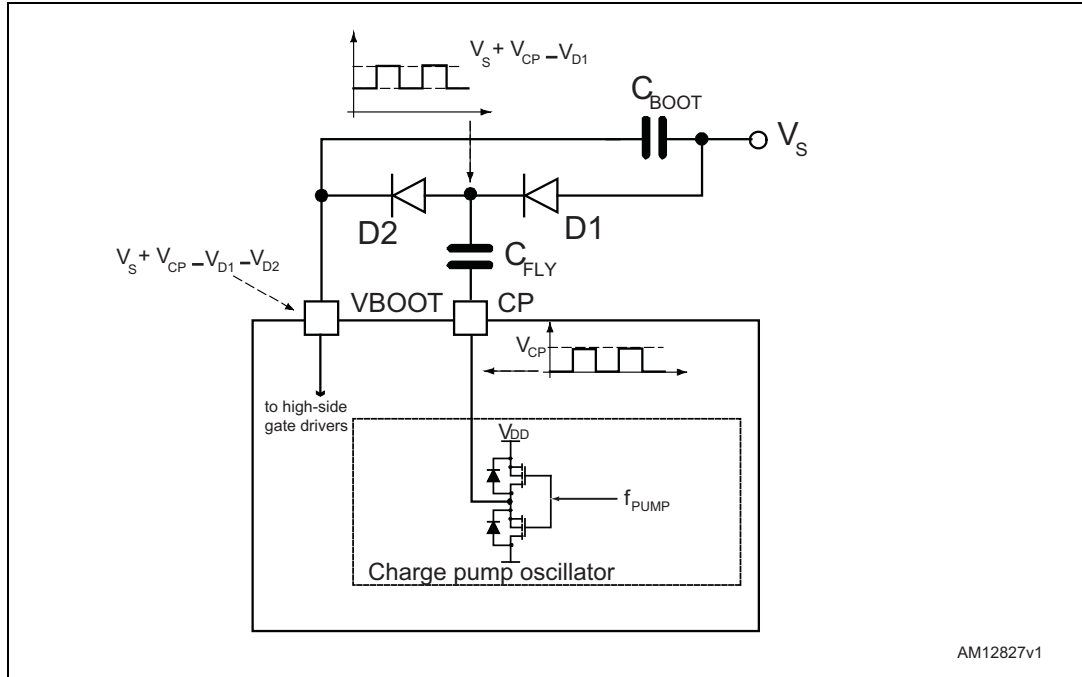 V_S + V_CP – V_D1
C_BOOT
V_S
D2
D1
C_FLY
V_S + V_CP – V_D1 – V_D2
VBOOT
CP
V_CP
to high-side
gate drivers
V_DD
f_PUMP
Charge pump oscillator
AM12827v1